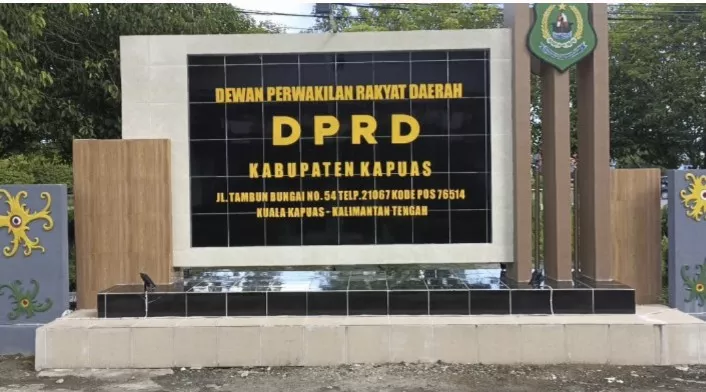 DEWAN PERWAKILAN RAKYAT DAERAH
DPRD
KABUPATEN KAPUAS
JL. TAMBUN BUNGAI NO. 54 TELP. 21067 KODE POS 76514
KUALA KAPUAS - KALIMANTAN TENGAH